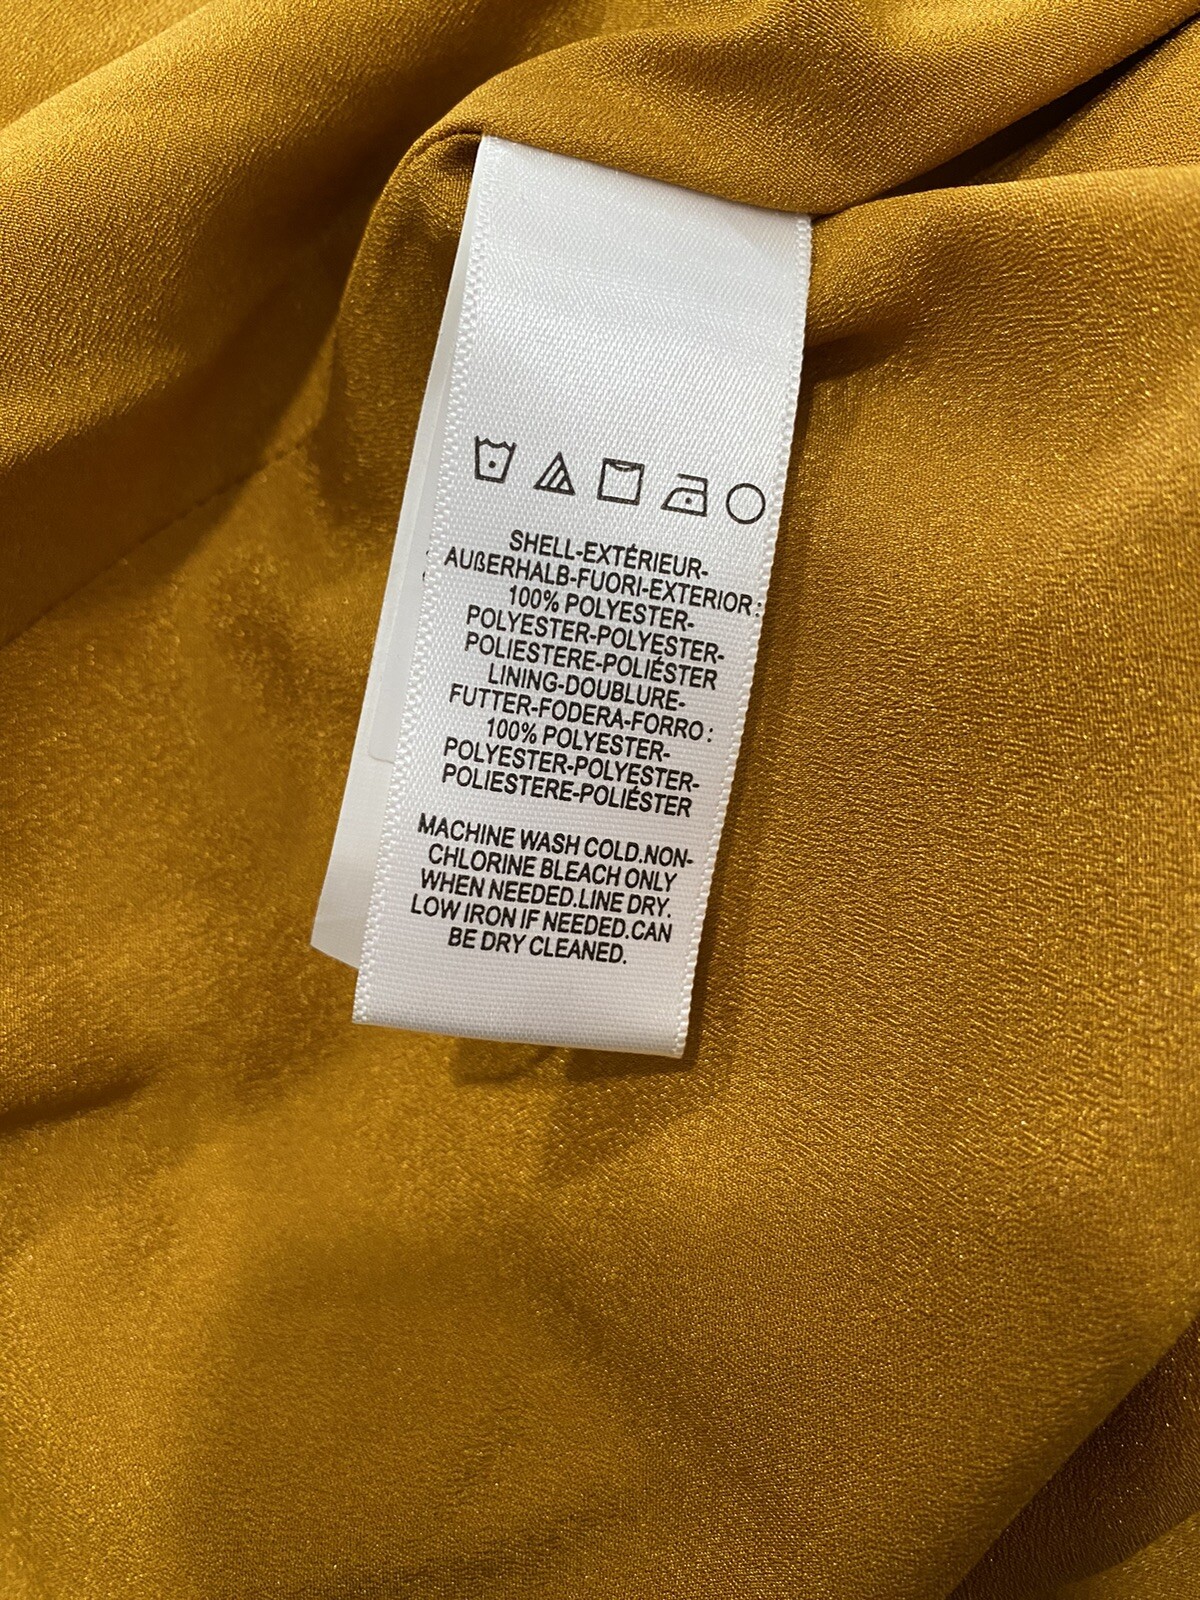 SHELL-EXTÉRIEUR-
AUßERHALB-FUORI-EXTERIOR:
100% POLYESTER-
POLYESTER-POLYESTER-
POLIESTERE-POLIÉSTER
LINING-DOUBLURE-
FUTTER-FODERA-FORRO:
100% POLYESTER-
POLYESTER-POLYESTER-
POLIESTERE-POLIÉSTER
MACHINE WASH COLD.NON-
CHLORINE BLEACH ONLY
WHEN NEEDED.LINE DRY.
LOW IRON IF NEEDED.CAN
BE DRY CLEANED.